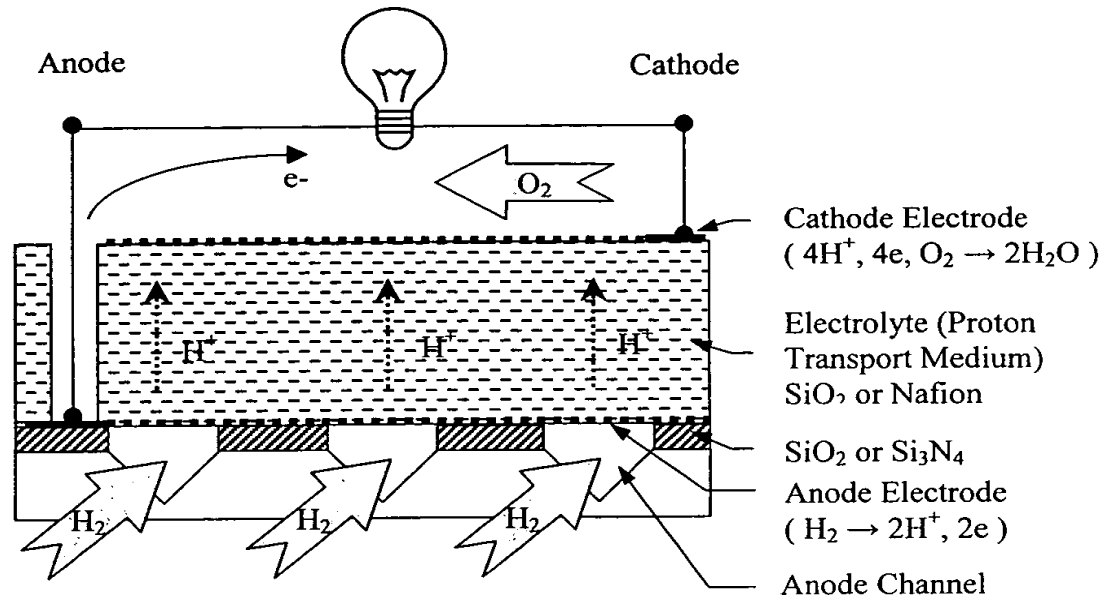 Anode
Cathode
e-
O₂
Cathode Electrode
( 4H⁺, 4e, O₂ → 2H₂O )
H⁺
H⁺
H⁺
Electrolyte (Proton
Transport Medium)
SiO₂ or Nafion
SiO₂ or Si₃N₄
Anode Electrode
( H₂ → 2H⁺, 2e )
H₂
H₂
H₂
Anode Channel